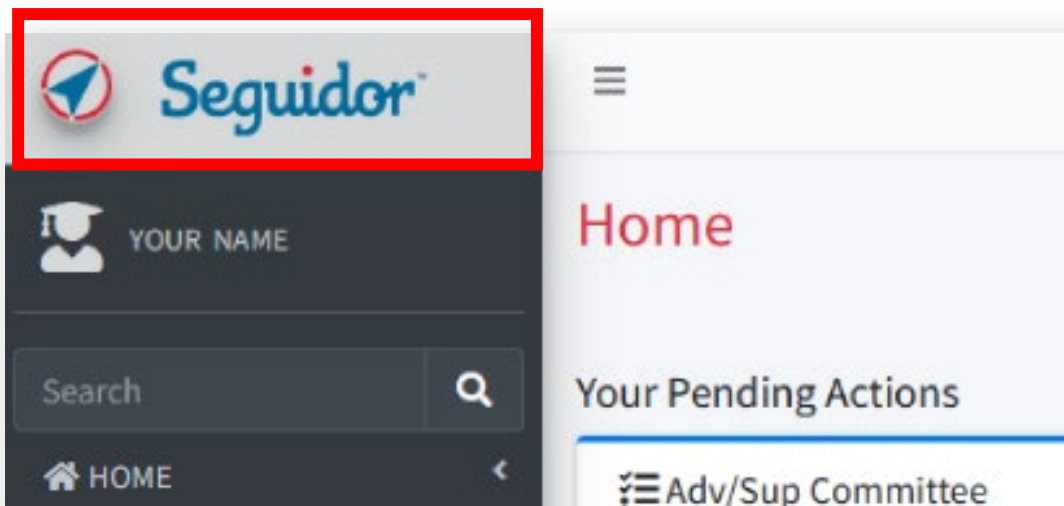 Seguidor™
YOUR NAME
Search
HOME
Home
Your Pending Actions
Adv/Sup Committee